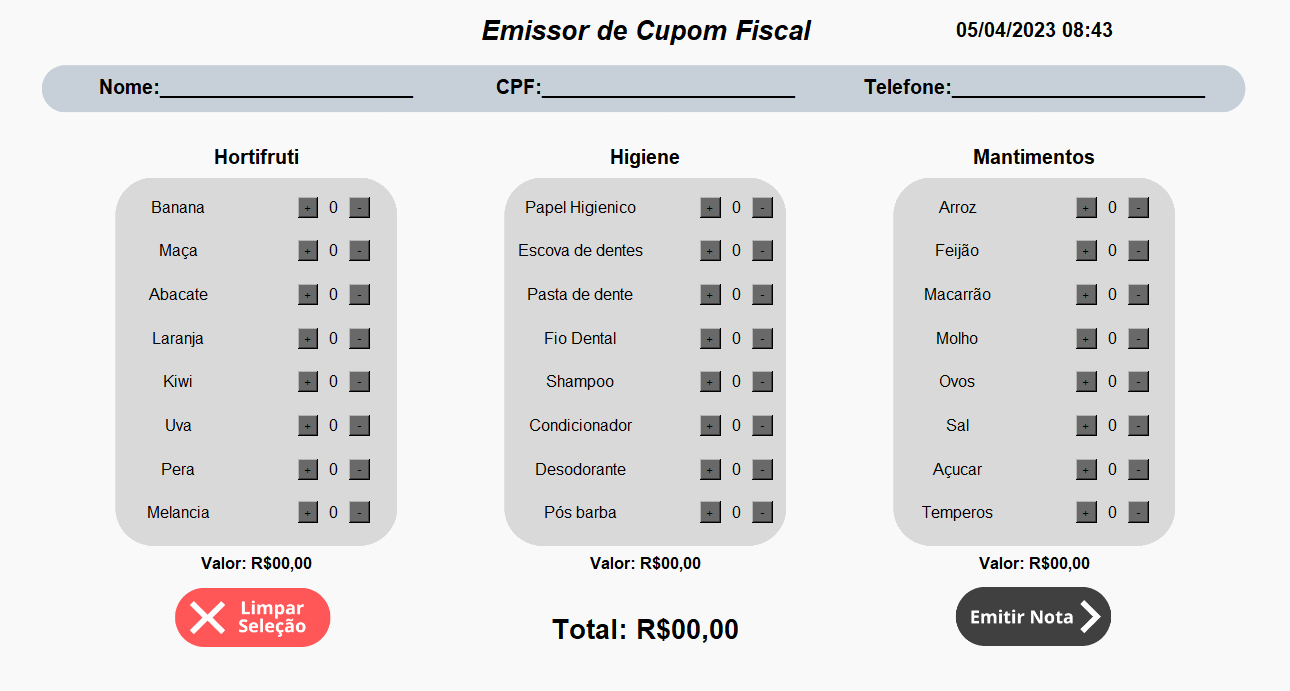 Emissor de Cupom Fiscal 05/04/2023 08:43
Nome:_______________________ CPF:_______________________ Telefone:_______________________
Hortifruti Higiene Mantimentos
Banana + 0 - Papel Higienico + 0 - Arroz + 0 -
Maça + 0 - Escova de dentes + 0 - Feijão + 0 -
Abacate + 0 - Pasta de dente + 0 - Macarrão + 0 -
Laranja + 0 - Fio Dental + 0 - Molho + 0 -
Kiwi + 0 - Shampoo + 0 - Ovos + 0 -
Uva + 0 - Condicionador + 0 - Sal + 0 -
Pera + 0 - Desodorante + 0 - Açucar + 0 -
Melancia + 0 - Pós barba + 0 - Temperos + 0 -
Valor: R$00,00 Valor: R$00,00 Valor: R$00,00
Limpar
Seleção
Total: R$00,00
Emitir Nota